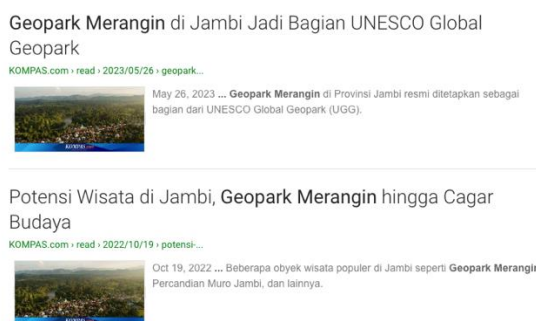 Geopark Merangin di Jambi Jadi Bagian UNESCO Global
Geopark
KOMPAS.com › read › 2023/05/26 › geopark...
May 26, 2023 ... Geopark Merangin di Provinsi Jambi resmi ditetapkan sebagai
bagian dari UNESCO Global Geopark (UGG).
Potensi Wisata di Jambi, Geopark Merangin hingga Cagar
Budaya
KOMPAS.com › read › 2022/10/19 › potensi-...
Oct 19, 2022 ... Beberapa obyek wisata populer di Jambi seperti Geopark Merangin
Percandian Muro Jambi, dan lainnya.